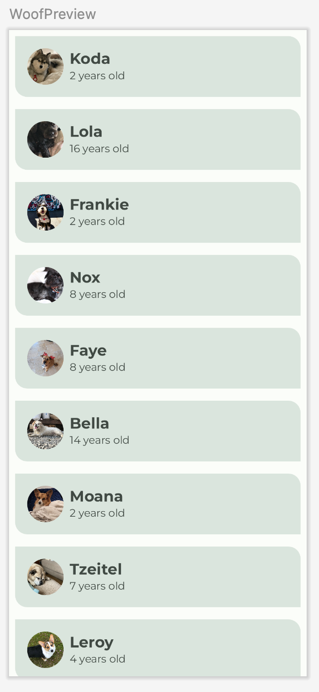 WoofPreview
Koda
2 years old
Lola
16 years old
Frankie
2 years old
Nox
8 years old
Faye
8 years old
Bella
14 years old
Moana
2 years old
Tzeitel
7 years old
Leroy
4 years old